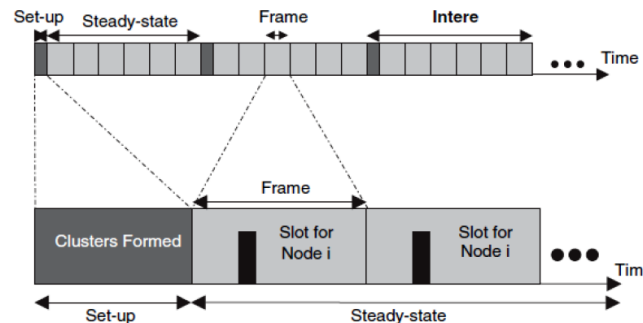 Set-up
Steady-state
Frame
Intere
Time
Frame
Clusters Formed
Slot for
Node i
Slot for
Node i
Tim
Set-up
Steady-state